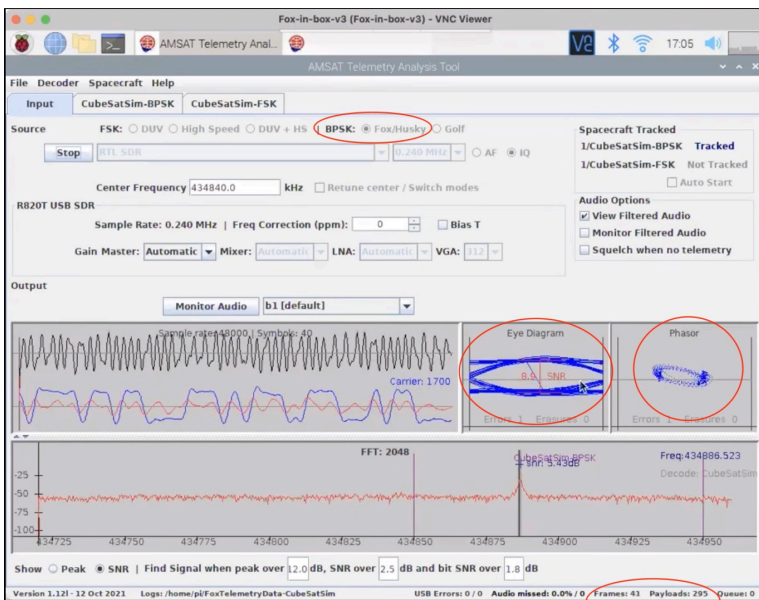 Fox-in-box-v3 (Fox-in-box-v3) - VNC Viewer
AMSAT Telemetry Anal... 17:05
AMSAT Telemetry Analysis Tool
File Decoder Spacecraft Help
Input CubeSatSim-BPSK CubeSatSim-FSK
Source FSK: DUV High Speed DUV + HS | BPSK: Fox/Husky Golf
Stop RTL SDR 0.240 MHz AF IQ
Center Frequency 434840.0 kHz Retune center / Switch modes
R820T USB SDR
Sample Rate: 0.240 MHz | Freq Correction (ppm): 0 Bias T
Gain Master: Automatic Mixer: Automatic LNA: Automatic VGA: 312
Spacecraft Tracked
1/CubeSatSim-BPSK Tracked
1/CubeSatSim-FSK Not Tracked
Auto Start
Audio Options
View Filtered Audio
Monitor Filtered Audio
Squelch when no telemetry
Output
Monitor Audio b1 [default]
Sample rate: 48000 | Symbols: 40
Carrier: 1700
Eye Diagram
8.9 SNR
Errors 1 Erasures 0
Phasor
Errors 1 Erasures 0
FFT: 2048
CubeSatSim-BPSK
snr: 5.43dB
Freq:434886.523
Decode: CubeSatSim
-25
-50
-75
-100
434725 434775 434800 434825 434850 434875 434900 434925 434950
Show Peak SNR | Find Signal when peak over 12.0 dB, SNR over 2.5 dB and bit SNR over 1.8 dB
Version 1.12l - 12 Oct 2021 Logs: /home/pi/FoxTelemetryData-CubeSatSim USB Errors: 0 / 0 Audio missed: 0.0% / 0 Frames: 41 Payloads: 295 Queue: 0